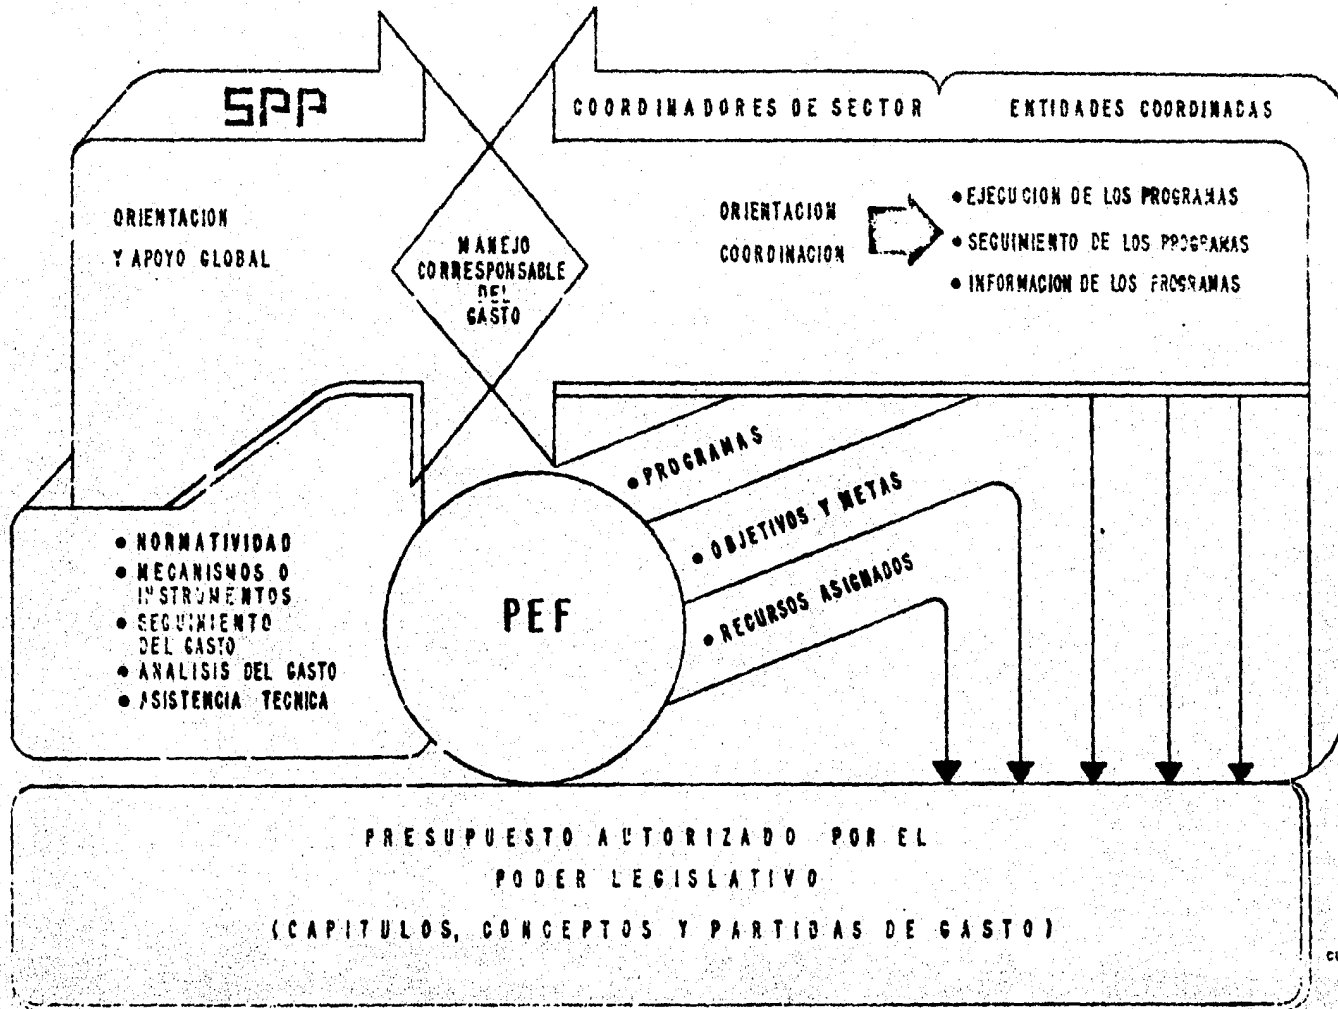 SPP
COORDINADORES DE SECTOR
ENTIDADES COORDINADAS
ORIENTACION
Y APOYO GLOBAL
MANEJO
CORRESPONSABLE
DEL
GASTO
ORIENTACION
COORDINACION
• EJECUCION DE LOS PROGRAMAS
• SEGUIMIENTO DE LOS PROGRAMAS
• INFORMACION DE LOS PROGRAMAS
• PROGRAMAS
• OBJETIVOS Y METAS
• RECURSOS ASIGNADOS
• NORMATIVIDAD
• MECANISMOS O
INSTRUMENTOS
• SEGUIMIENTO
DEL GASTO
• ANALISIS DEL GASTO
• ASISTENCIA TECNICA
PEF
PRESUPUESTO AUTORIZADO POR EL
PODER LEGISLATIVO
(CAPITULOS, CONCEPTOS Y PARTIDAS DE GASTO)